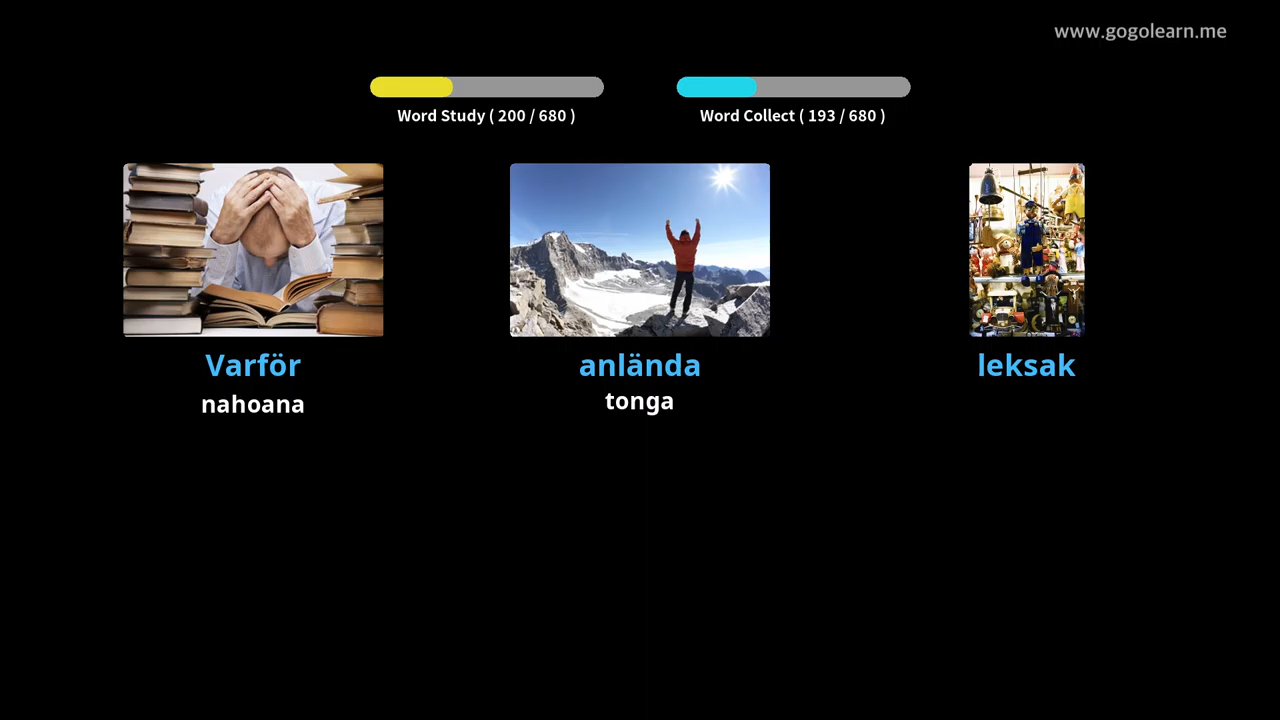 www.gogolearn.me
Word Study ( 200 / 680 )
Word Collect ( 193 / 680 )
Varför
nahoana
anlända
tonga
leksak